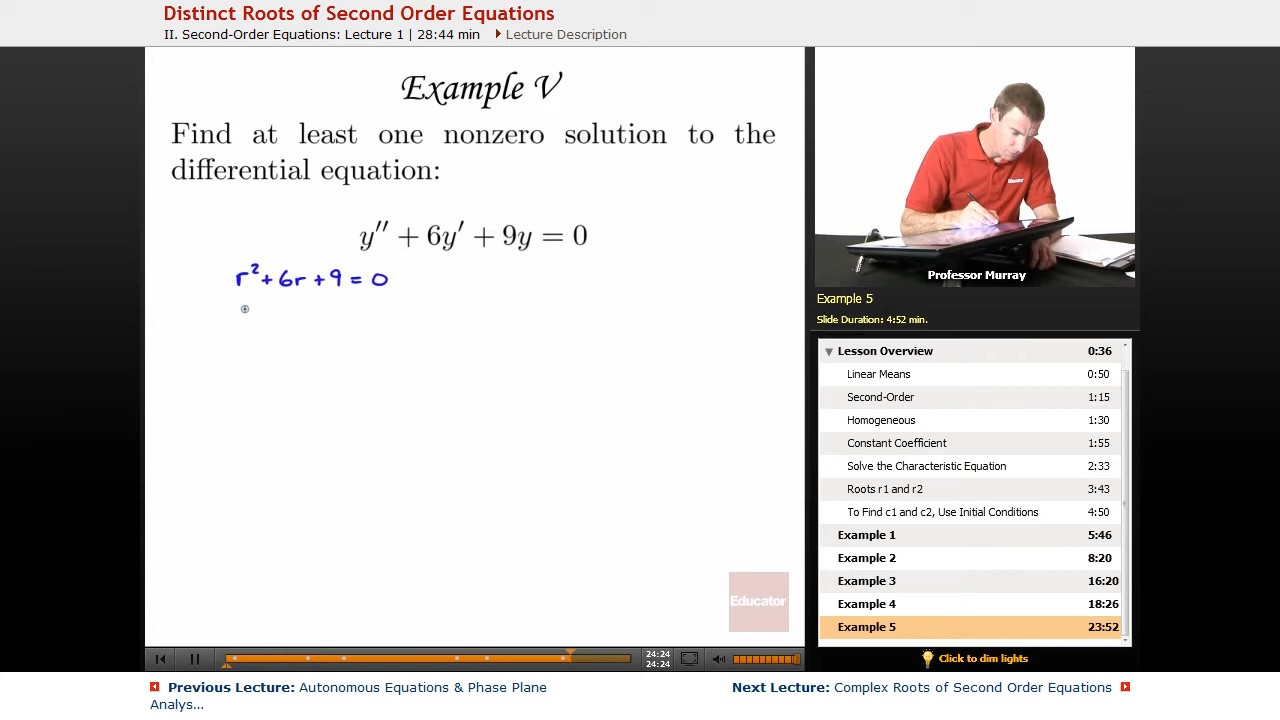 Distinct Roots of Second Order Equations
II. Second-Order Equations: Lecture 1 | 28:44 min
Lecture Description
Example V
Find at least one nonzero solution to the
differential equation:
y'' + 6y' + 9y = 0
r² + 6r + 9 = 0
Educator
Educator
Professor Murray
Example 5
Slide Duration: 4:52 min.
Lesson Overview 0:36
Linear Means 0:50
Second-Order 1:15
Homogeneous 1:30
Constant Coefficient 1:55
Solve the Characteristic Equation 2:33
Roots r1 and r2 3:43
To Find c1 and c2, Use Initial Conditions 4:50
Example 1 5:46
Example 2 8:20
Example 3 16:20
Example 4 18:26
Example 5 23:52
24:24
24:24
Click to dim lights
Previous Lecture: Autonomous Equations & Phase Plane
Analys...
Next Lecture: Complex Roots of Second Order Equations